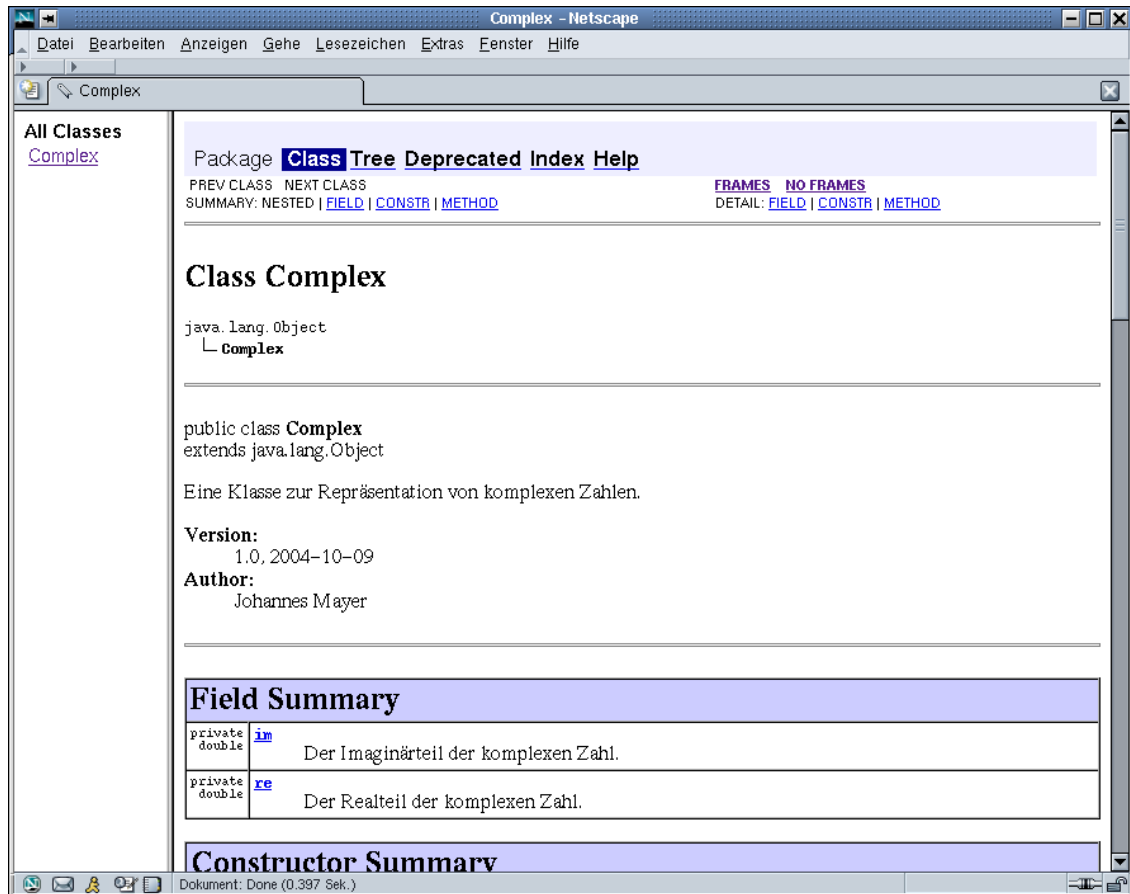 Complex - Netscape
Datei Bearbeiten Anzeigen Gehe Lesezeichen Extras Fenster Hilfe
Complex
All Classes
Complex
Package Class Tree Deprecated Index Help
PREV CLASS NEXT CLASS FRAMES NO FRAMES
SUMMARY: NESTED | FIELD | CONSTR | METHOD DETAIL: FIELD | CONSTR | METHOD
Class Complex
java.lang.Object
Complex
public class Complex
extends java.lang.Object
Eine Klasse zur Repräsentation von komplexen Zahlen.
Version:
1.0, 2004-10-09
Author:
Johannes Mayer
Field Summary
private double im
Der Imaginärteil der komplexen Zahl.
private double re
Der Realteil der komplexen Zahl.
Constructor Summary
Dokument: Done (0.397 Sek.)